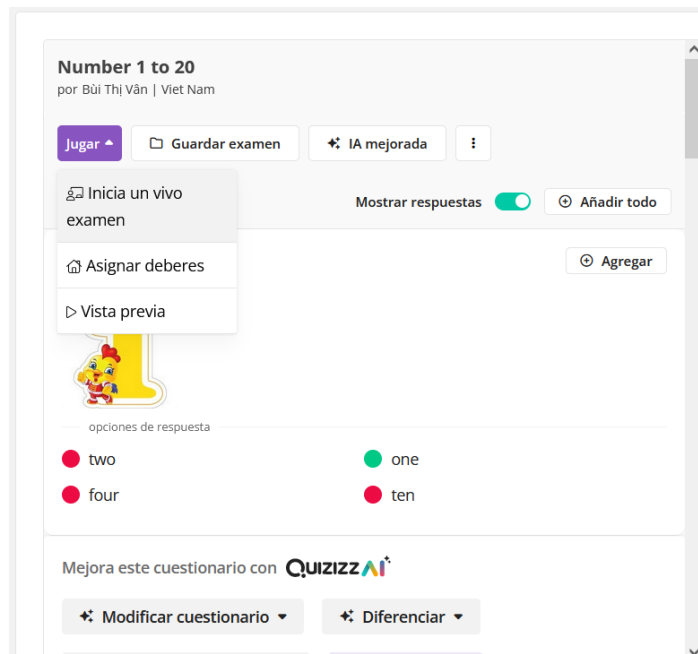 Number 1 to 20
por Bùi Thị Vân | Viet Nam
Jugar
Guardar examen
IA mejorada
Inicia un vivo
examen
Mostrar respuestas
Añadir todo
Asignar deberes
Agregar
Vista previa
1
opciones de respuesta
two
one
four
ten
Mejora este cuestionario con QUIZIZZ AI
Modificar cuestionario
Diferenciar